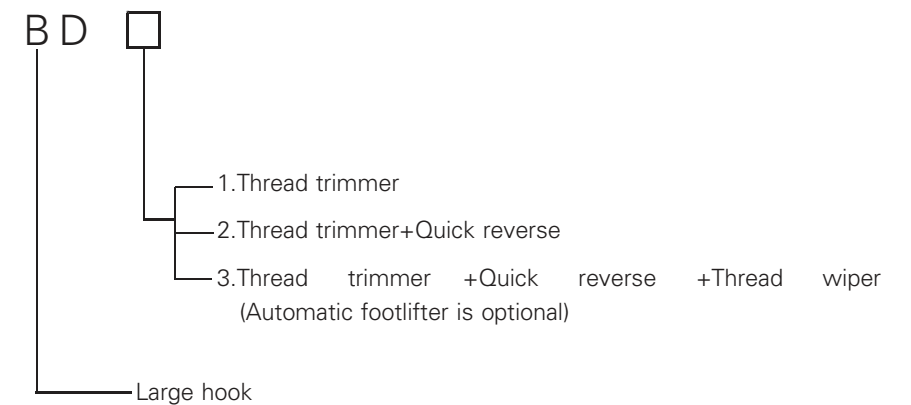 BD □
1.Thread trimmer
2.Thread trimmer+Quick reverse
3.Thread trimmer +Quick reverse +Thread wiper
(Automatic footlifter is optional)
Large hook